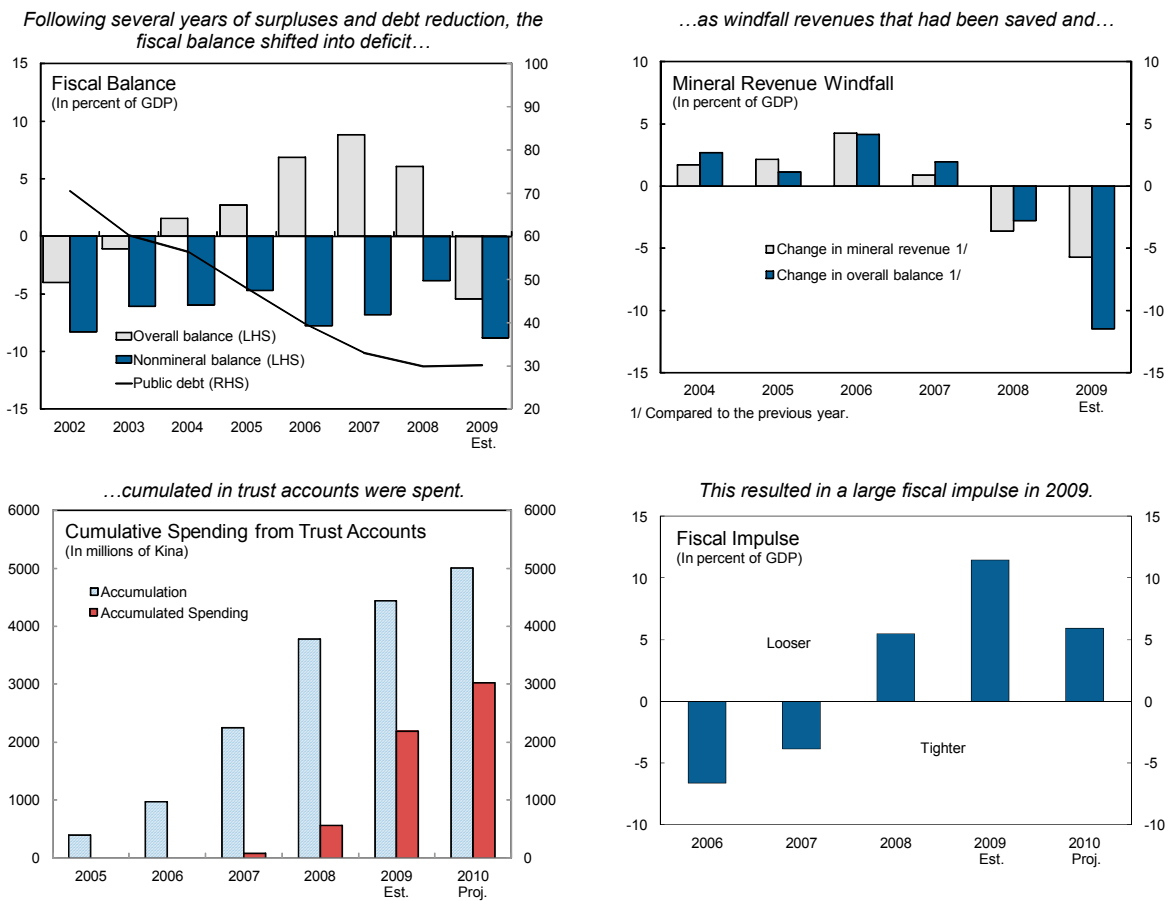 Following several years of surpluses and debt reduction, the
fiscal balance shifted into deficit…
Fiscal Balance
(In percent of GDP)
15
10
5
0
-5
-10
-15
100
90
80
70
60
50
40
30
20
Overall balance (LHS)
Nonmineral balance (LHS)
Public debt (RHS)
2002 2003 2004 2005 2006 2007 2008 2009
Est.
…as windfall revenues that had been saved and…
Mineral Revenue Windfall
(In percent of GDP)
10
5
0
-5
-10
-15
10
5
0
-5
-10
-15
Change in mineral revenue 1/
Change in overall balance 1/
2004 2005 2006 2007 2008 2009
Est.
1/ Compared to the previous year.
…cumulated in trust accounts were spent.
Cumulative Spending from Trust Accounts
(In millions of Kina)
6000
5000
4000
3000
2000
1000
0
6000
5000
4000
3000
2000
1000
0
Accumulation
Accumulated Spending
2005 2006 2007 2008 2009 2010
Est. Proj.
This resulted in a large fiscal impulse in 2009.
Fiscal Impulse
(In percent of GDP)
15
10
5
0
-5
-10
15
10
5
0
-5
-10
Looser
Tighter
2006 2007 2008 2009 2010
Est. Proj.